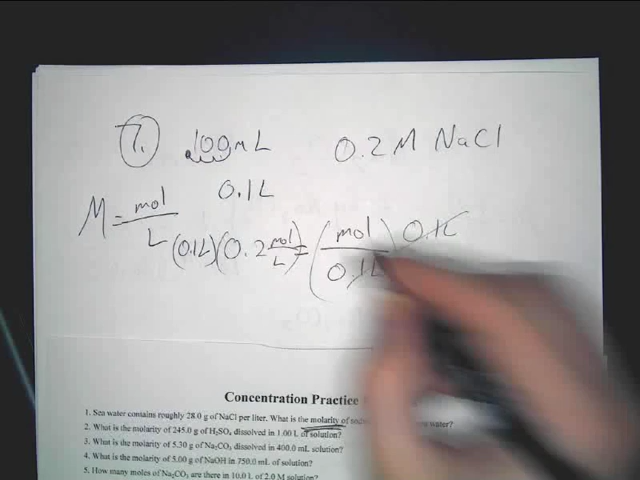 7. 100mL 0.2M NaCl
0.1L
M = mol/L (0.1L)(0.2 mol/L) = (mol/0.1L) 0.1L
Concentration Practice
1. Sea water contains roughly 28.0 g of NaCl per liter. What is the molarity of water?
2. What is the molarity of 245.0 g of H₂SO₄ dissolved in 1.00 L of solution?
3. What is the molarity of 5.30 g of Na₂CO₃ dissolved in 400.0 mL solution?
4. What is the molarity of 5.00 g of NaOH in 750.0 mL of solution?
5. How many moles of Na₂CO₃ are there in 10.0 L of 2.0 M solution?